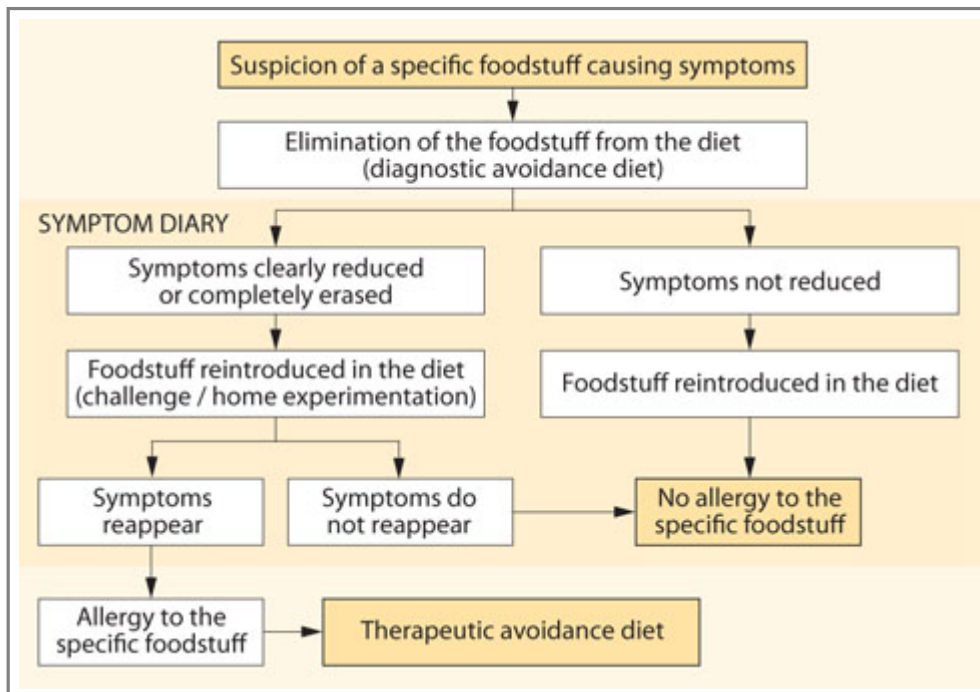 Suspicion of a specific foodstuff causing symptoms
Elimination of the foodstuff from the diet
(diagnostic avoidance diet)
SYMPTOM DIARY
Symptoms clearly reduced
or completely erased
Symptoms not reduced
Foodstuff reintroduced in the diet
(challenge / home experimentation)
Foodstuff reintroduced in the diet
Symptoms
reappear
Symptoms do
not reappear
No allergy to the
specific foodstuff
Allergy to the
specific foodstuff
Therapeutic avoidance diet